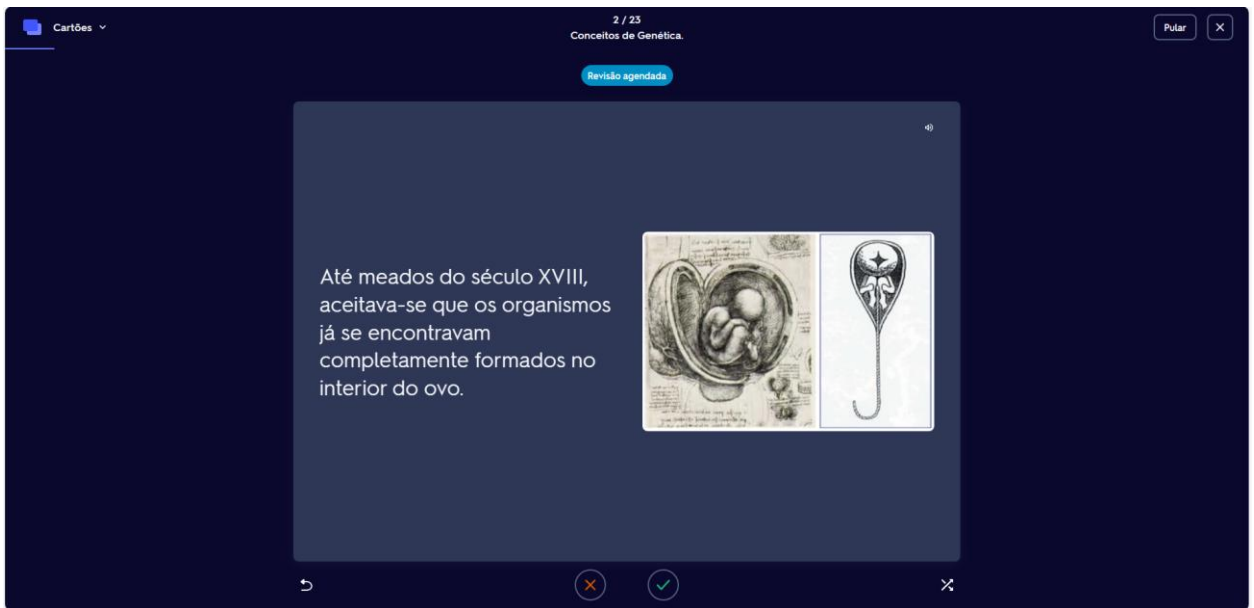 Cartões
2 / 23
Conceitos de Genética.
Pular
Revisão agendada
Até meados do século XVIII,
aceitava-se que os organismos
já se encontravam
completamente formados no
interior do ovo.